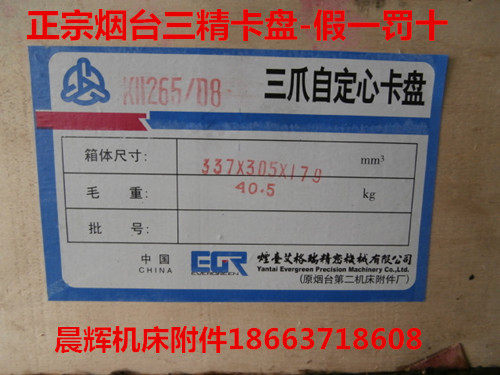 正宗烟台三精卡盘-假一罚十
三爪自定心卡盘
箱体尺寸: 337X305X179 mm³
毛 重: 40.5 kg
批 号:
中 国
CHINA
EGR
EVERGREEN
烟台艾格瑞精密机械有限公司
Yantai Evergreen Precision Machinery Co.,Ltd.
(原烟台第二机床附件厂)
晨辉机床附件18663718608